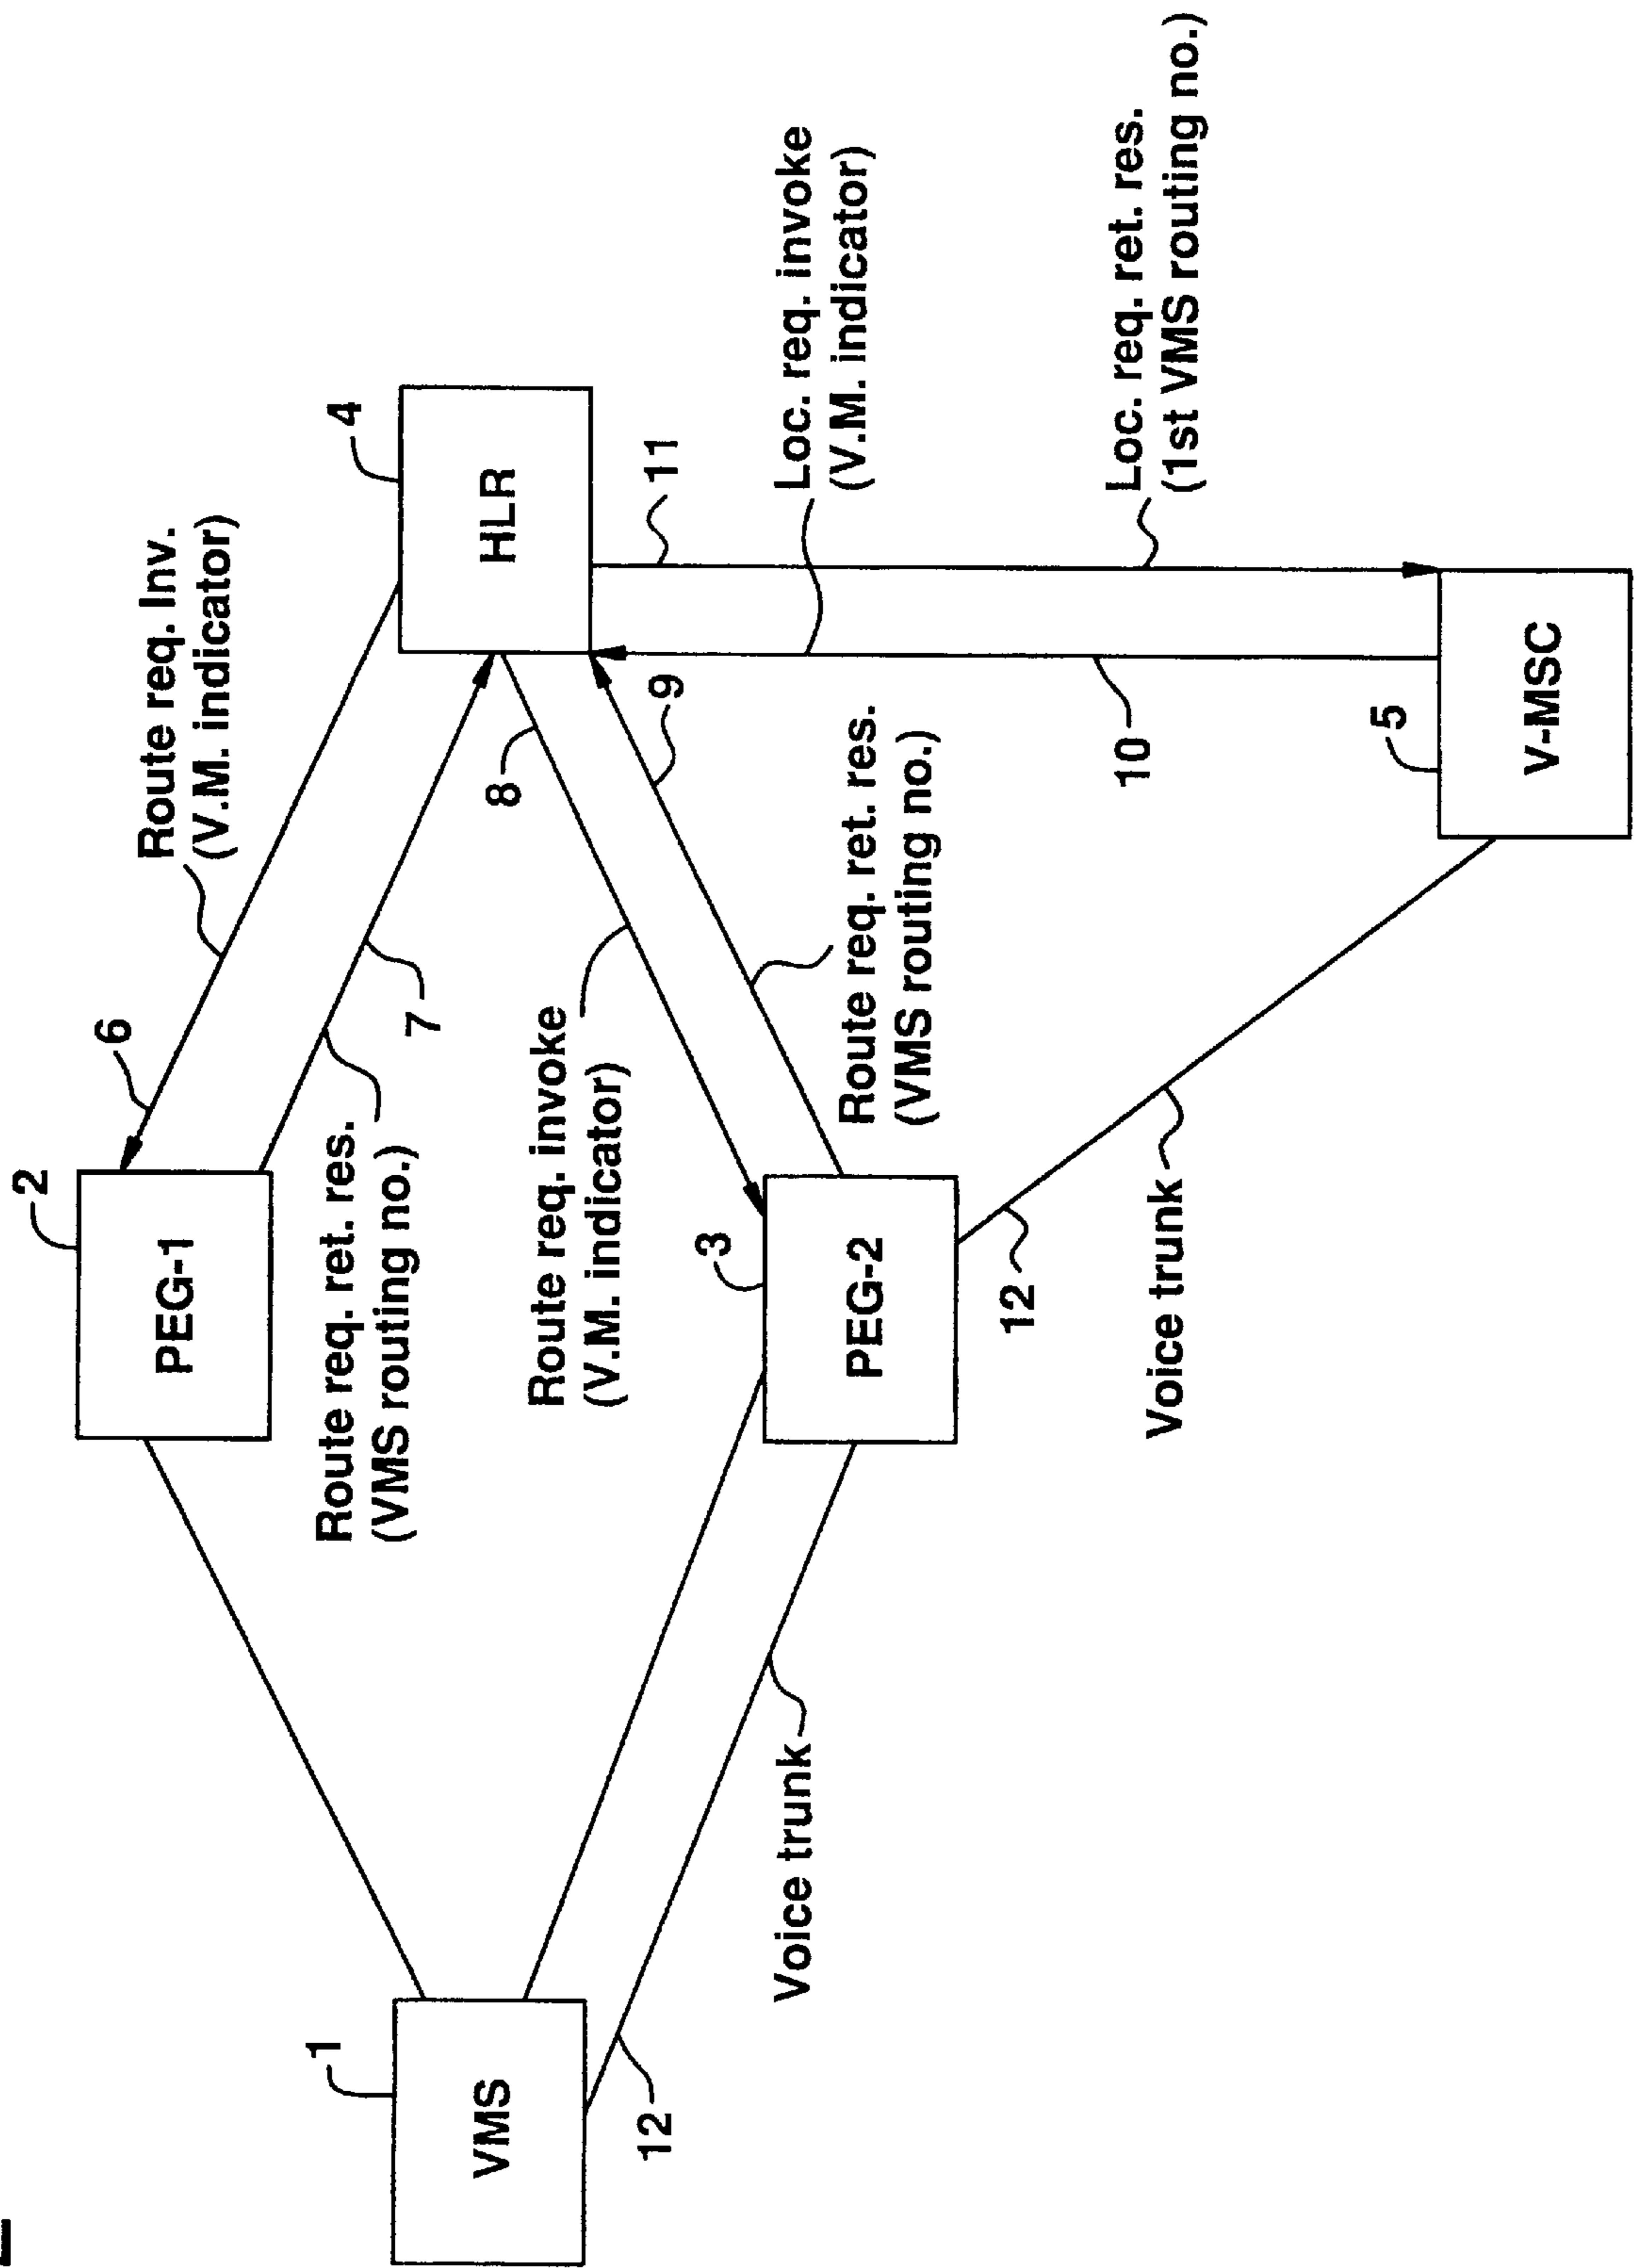 2
PEG-1
6
Route req. Inv.
(V.M. indicator)
4
HLR
7
Route req. ret. res.
(VMS routing no.)
8
Route req. invoke
(V.M. indicator)
9
Route req. ret. res.
(VMS routing no.)
11
Loc. req. invoke
(V.M. indicator)
Loc. req. ret. res.
(1st VMS routing no.)
10
1
VMS
3
PEG-2
5
V-MSC
12
Voice trunk
12
Voice trunk